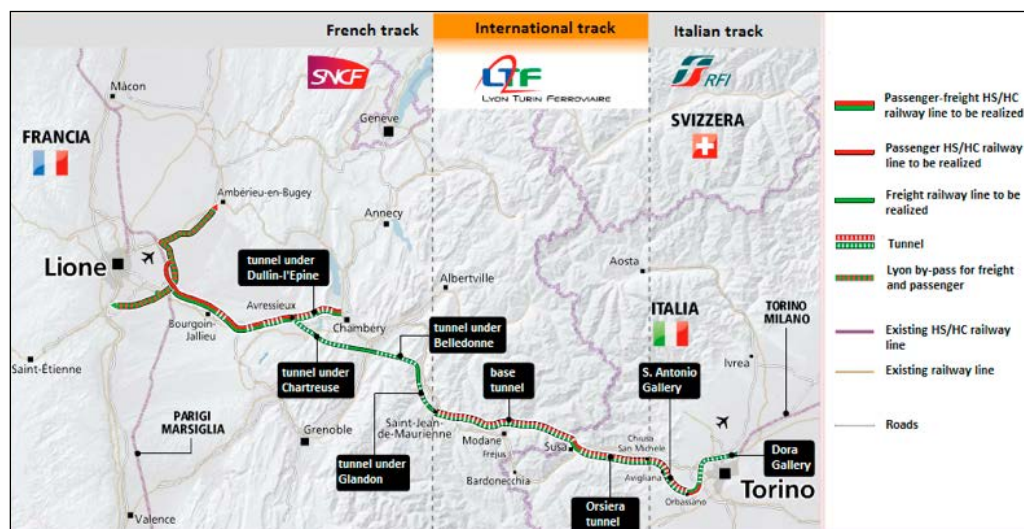 French track
International track
Italian track
SNCF
LTF
LYON TURIN FERROVIAIRE
RFI
Mâcon
Geneve
SVIZZERA
FRANCIA
Ambérieu-en-Bugey
Annecy
Lione
tunnel under
Dullin-l'Epine
Albertville
Aosta
Avressieux
Bourgoin-
Jallieu
Chambéry
tunnel under
Belledonne
ITALIA
TORINO
MILANO
Saint-Étienne
tunnel under
Chartreuse
base
tunnel
S. Antonio
Gallery
Ivrea
PARIGI
MARSIGLIA
Grenoble
Saint-Jean-
de-Maurienne
Modane
Frejus
Susa
Chiusa
San Michele
tunnel under
Glandon
Bardonecchia
Avigliana
Orbassano
Dora
Gallery
Torino
Orsiera
tunnel
Valence
Passenger-freight HS/HC
railway line to be
realized
Passenger HS/HC railway
line to be realized
Freight railway line to be
realized
Tunnel
Lyon by-pass for freight
and passenger
Existing HS/HC railway
line
Existing railway line
Roads